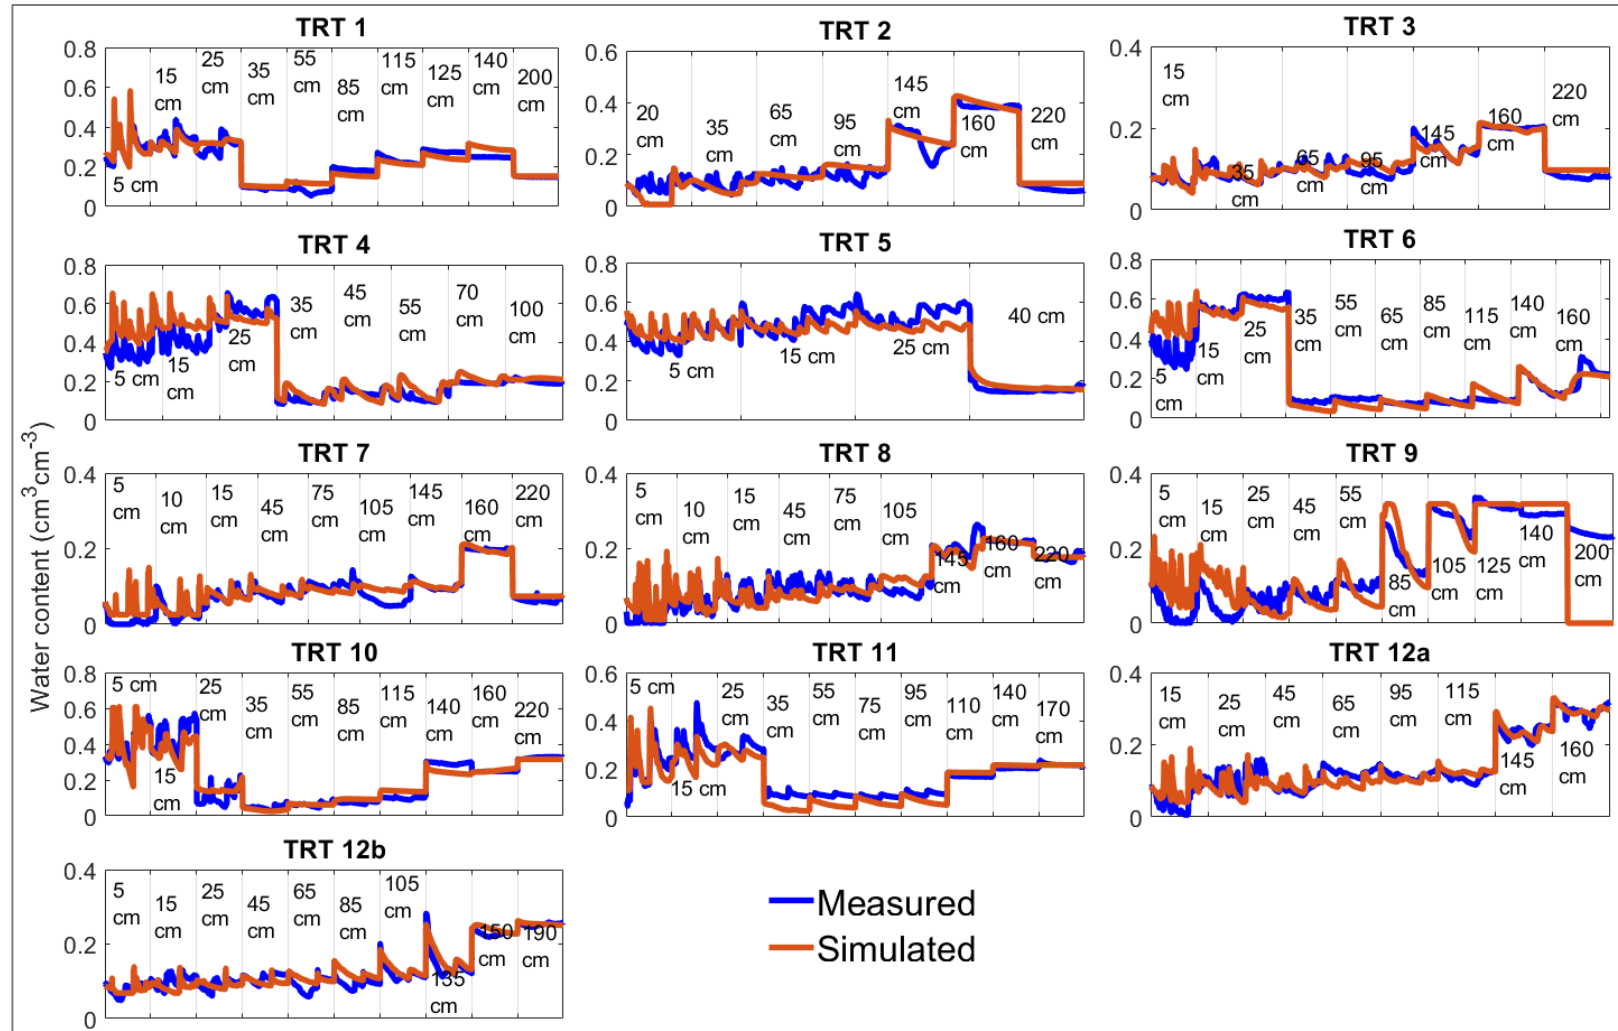 Water content (cm³cm⁻³)
TRT 1
0.8
0.6
0.4
0.2
0
5 cm
15
cm
25
cm
35
cm
55
cm
85
cm
115
cm
125
cm
140
cm
200
cm
TRT 2
0.6
0.4
0.2
0
20
cm
35
cm
65
cm
95
cm
145
cm
160
cm
220
cm
TRT 3
0.4
0.2
0
15
cm
35
cm
65
cm
95
cm
145
cm
160
220
cm
TRT 4
0.8
0.6
0.4
0.2
0
5 cm
15
cm
25
cm
35
cm
45
cm
55
cm
70
cm
100
cm
TRT 5
0.8
0.6
0.4
0.2
0
5 cm
15 cm
25 cm
40 cm
TRT 6
0.8
0.6
0.4
0.2
0
5
cm
15
cm
25
cm
35
cm
55
cm
65
cm
85
cm
115
cm
140
cm
160
cm
TRT 7
0.4
0.2
0
5
cm
10
cm
15
cm
45
cm
75
cm
105
cm
145
cm
160
cm
220
cm
TRT 8
0.4
0.2
0
5
cm
10
cm
15
cm
45
cm
75
cm
105
cm
145
cm
160
cm
220
cm
TRT 9
0.4
0.2
0
5
cm
15
cm
25
cm
45
cm
55
cm
85
cm
105
cm
125
cm
140
cm
200
cm
TRT 10
0.8
0.6
0.4
0.2
0
5 cm
15
cm
25
cm
35
cm
55
cm
85
cm
115
cm
140
cm
160
cm
220
cm
TRT 11
0.6
0.4
0.2
0
5 cm
15 cm
25
cm
35
cm
55
cm
75
cm
95
cm
110
cm
140
cm
170
cm
TRT 12a
0.4
0.2
0
15
cm
25
cm
45
cm
65
cm
95
cm
115
cm
145
cm
160
cm
TRT 12b
0.4
0.2
0
5
cm
15
cm
25
cm
45
cm
65
cm
85
cm
105
cm
135
cm
150
cm
190
cm
Measured
Simulated